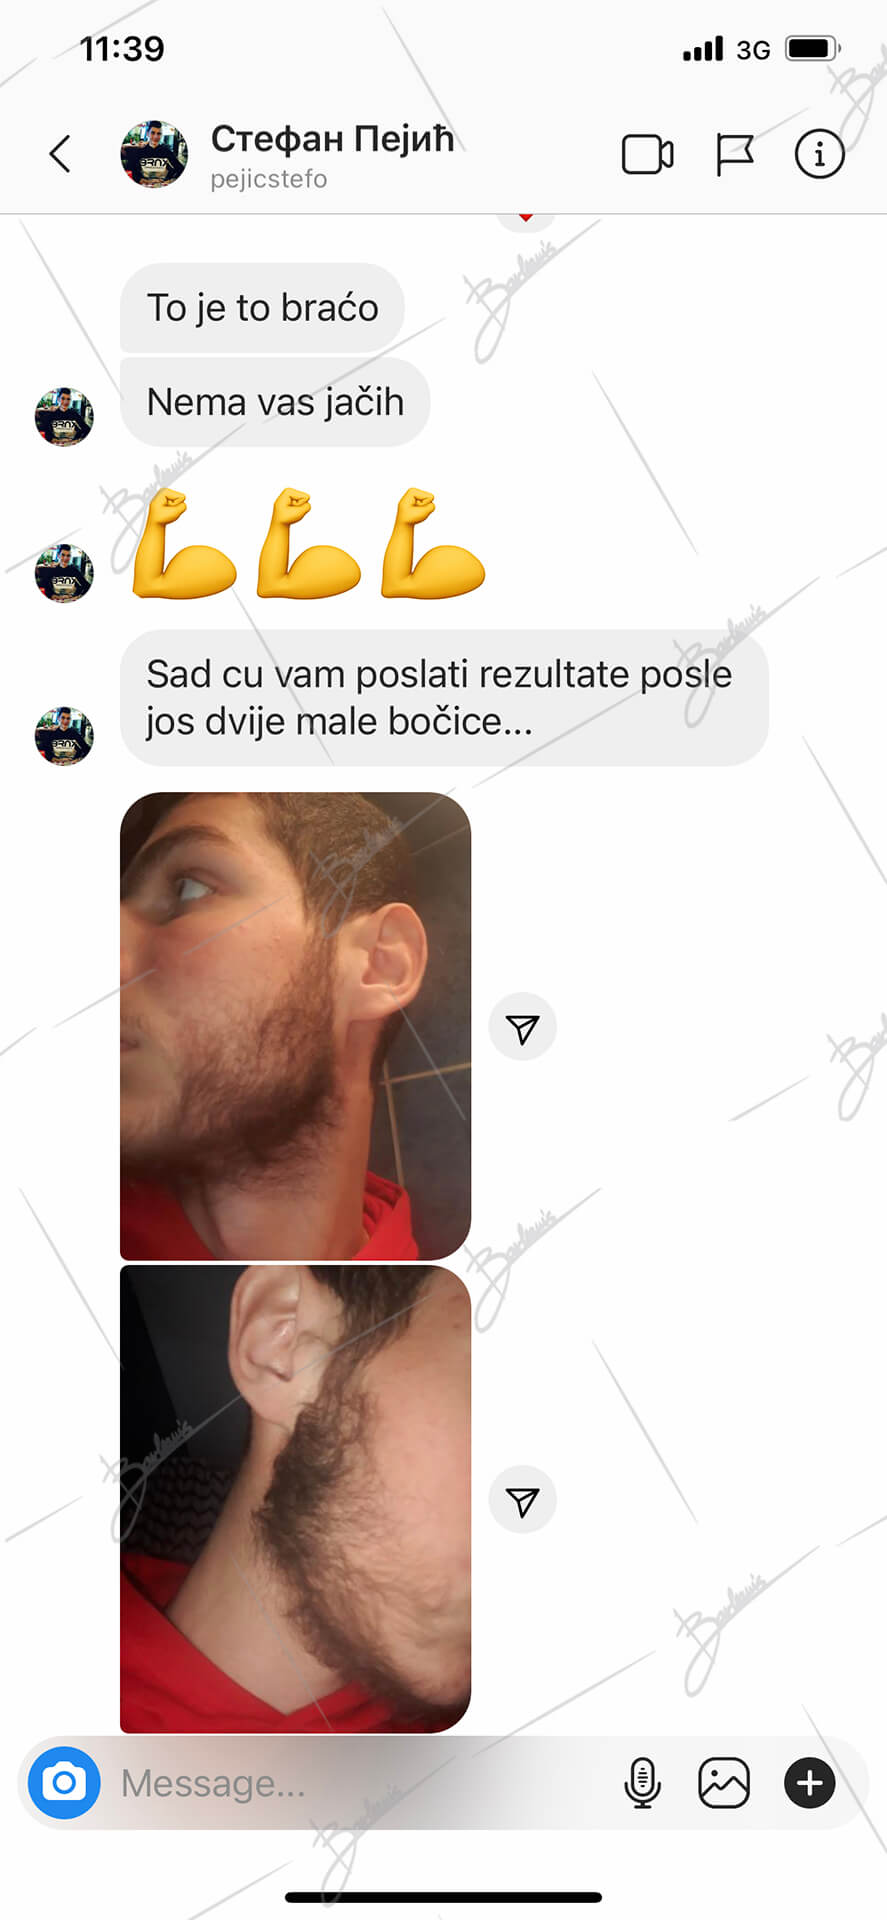 11:39
3G
Стефан Пејић
pejicstefo
To je to braćo
Nema vas jačih
Sad cu vam poslati rezultate posle
jos dvije male bočice...
Message...